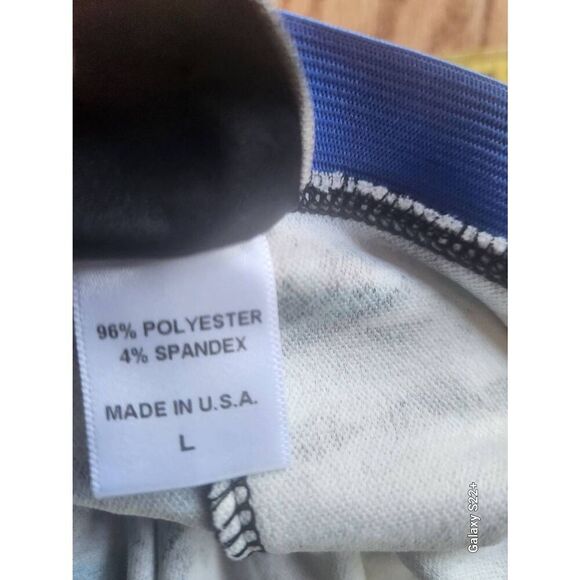 96% POLYESTER
4% SPANDEX
MADE IN U.S.A.
L
Galaxy S22+